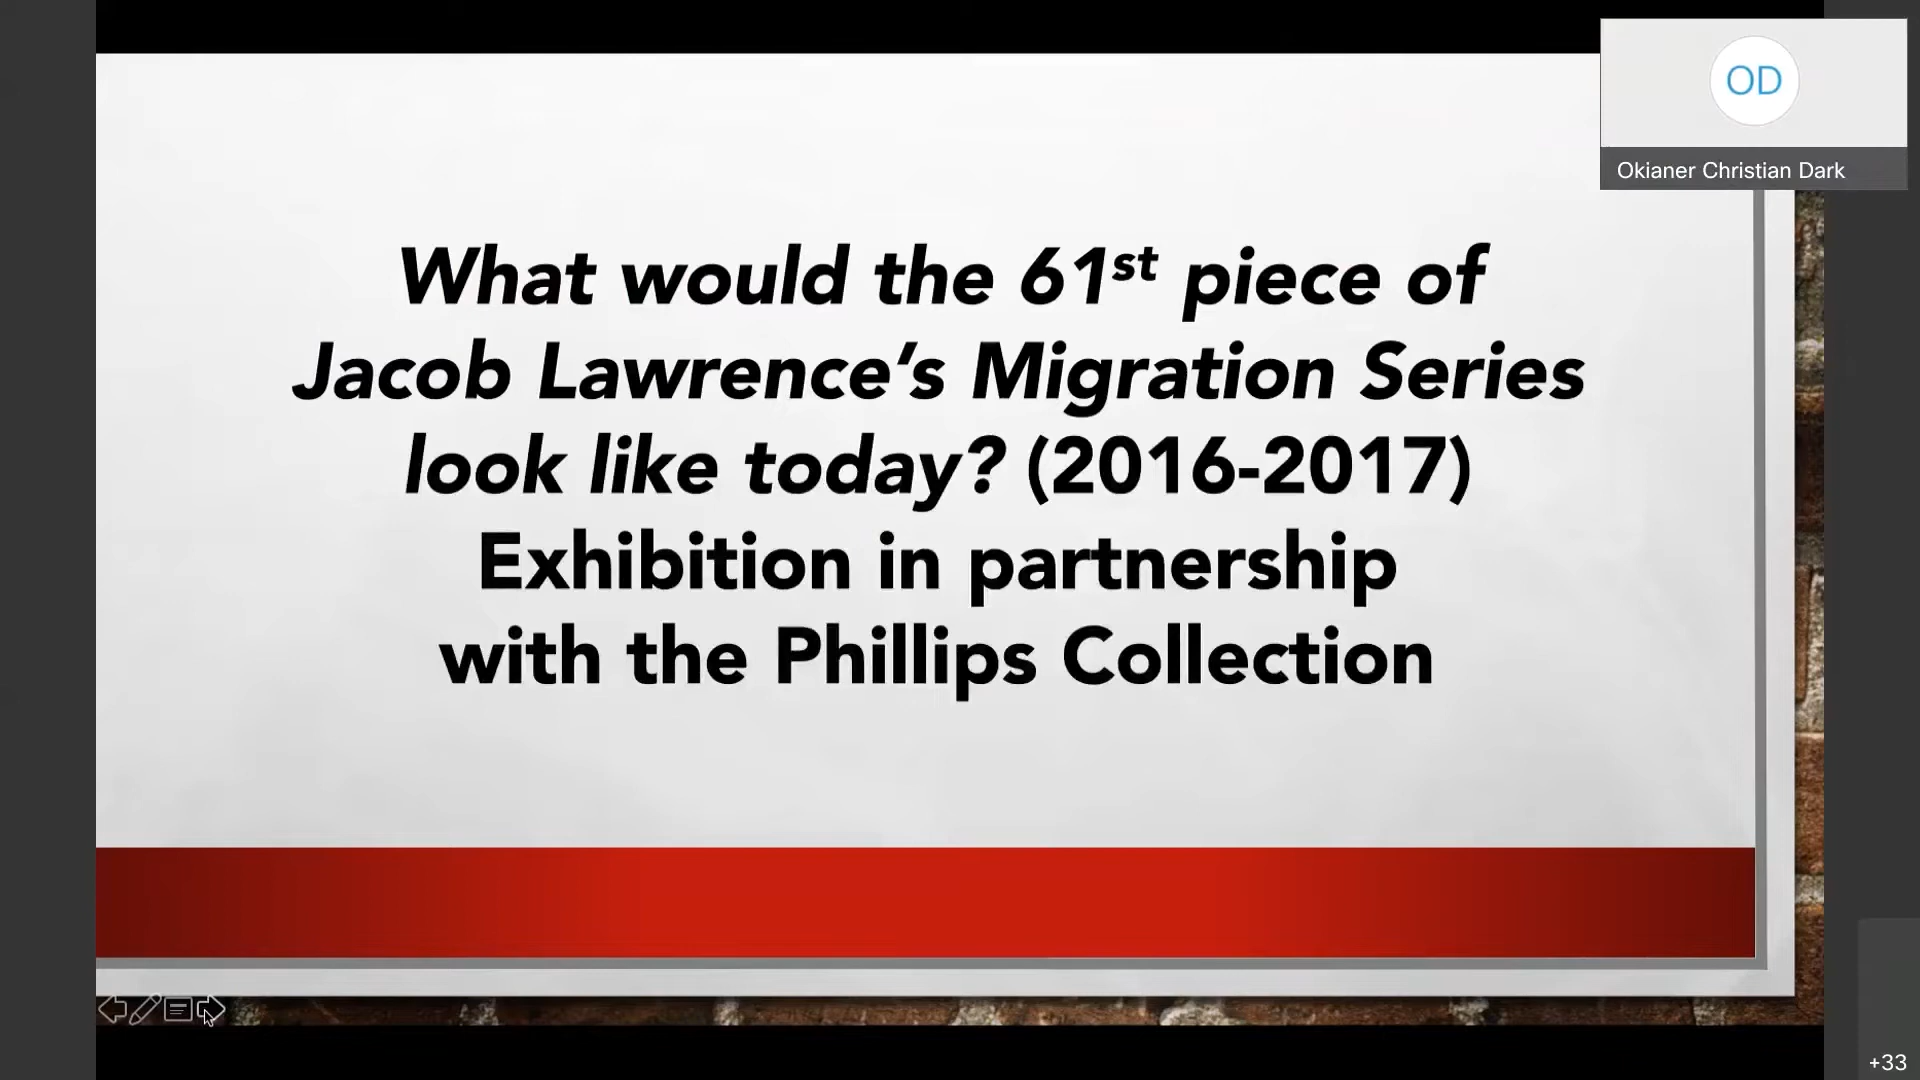 OD
Okianer Christian Dark
What would the 61st piece of
Jacob Lawrence’s Migration Series
look like today? (2016-2017)
Exhibition in partnership
with the Phillips Collection
+33